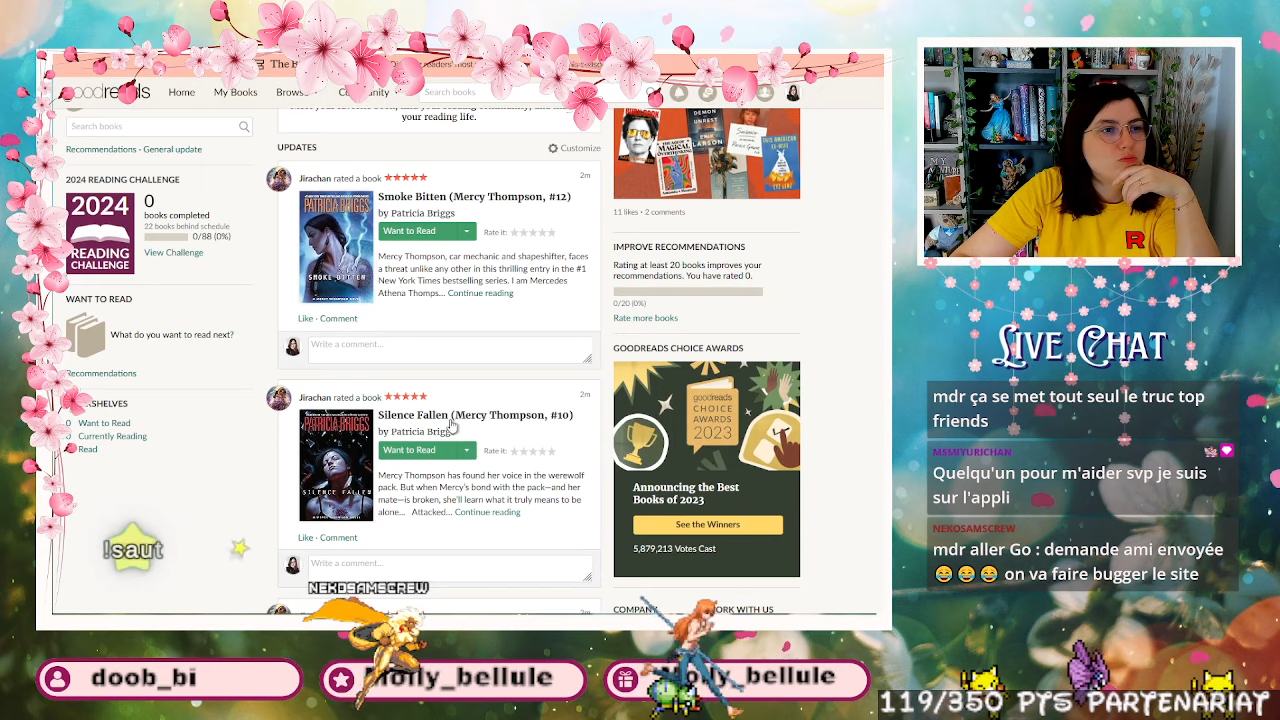 The
readers' most
goodreads
Home
My Books
Search books
your reading life.
Search books
Recommendations · General update
2024 READING CHALLENGE
2024
READING
CHALLENGE
0
books completed
22 books behind schedule
0/88 (0%)
View Challenge
WANT TO READ
What do you want to read next?
Recommendations
0 Want to Read
0 Currently Reading
Read
UPDATES
Customize
Jirachan rated a book
2m
PATRICIA BRIGGS
SMOKE BITTEN
Smoke Bitten (Mercy Thompson, #12)
by Patricia Briggs
Want to Read
Rate it:
Mercy Thompson, car mechanic and shapeshifter, faces
a threat unlike any other in this thrilling entry in the #1
New York Times bestselling series. I am Mercedes
Athena Thomps... Continue reading
Like · Comment
Write a comment...
Jirachan rated a book
2m
PATRICIA BRIGGS
SILENCE FALLEN
Silence Fallen (Mercy Thompson, #10)
by Patricia Briggs
Want to Read
Rate it:
Mercy Thompson has found her voice in the werewolf
pack. But when Mercy's bond with the pack—and her
mate—is broken, she'll learn what it truly means to be
alone... Attacked... Continue reading
Like · Comment
Write a comment...
DEMON
UNREST
ERIK
LARSON
11 likes · 2 comments
IMPROVE RECOMMENDATIONS
Rating at least 20 books improves your
recommendations. You have rated 0.
0/20 (0%)
Rate more books
GOODREADS CHOICE AWARDS
goodreads
CHOICE
AWARDS
2023
Announcing the Best
Books of 2023
See the Winners
5,879,213 Votes Cast
COMPANY
WORK WITH US
R
LIVE CHAT
mdr ça se met tout seul le truc top
friends
MSMIYURICHAN
Quelqu'un pour m'aider svp je suis
sur l'appli
NEKOSAMSCREW
mdr aller Go : demande ami envoyée
😂 😂 😂 on va faire bugger le site
!saut
NEKOSAMSCREW
doob_bi
Molly_bellule
Molly_bellule
119/350 PTS PARTENARIAT